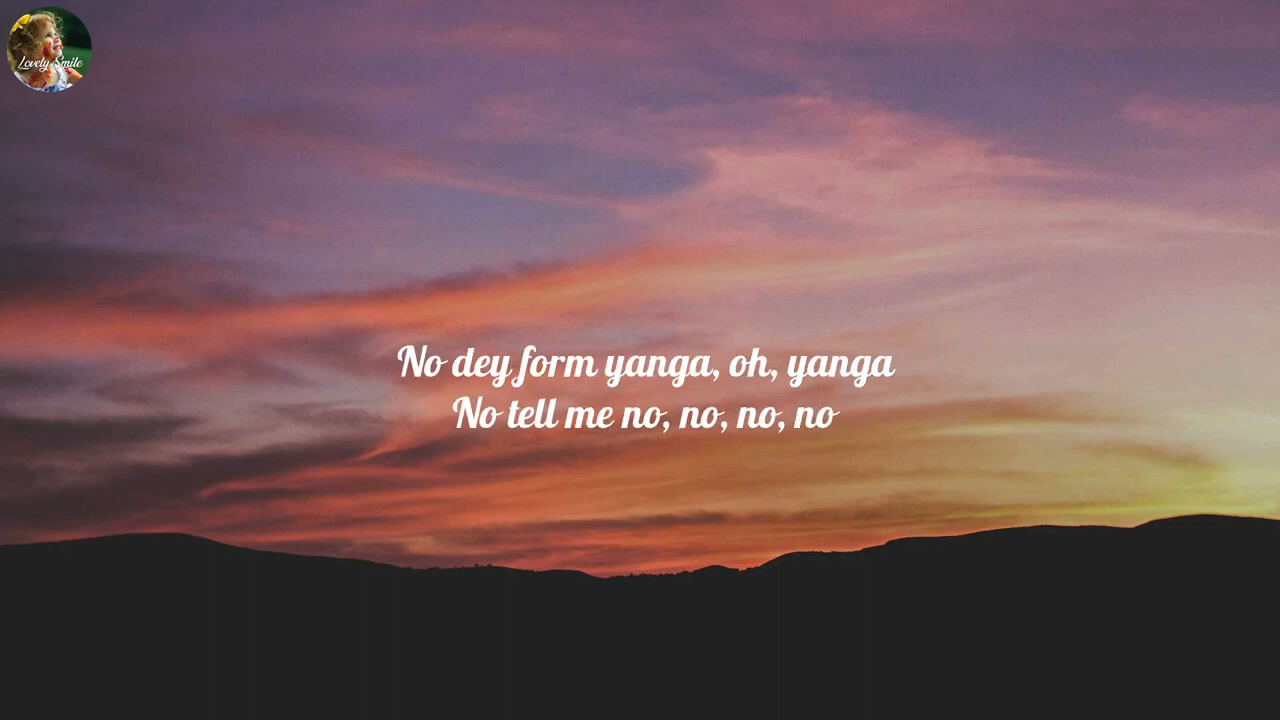 Lovely Smile
No dey form yanga, oh, yanga
No tell me no, no, no, no